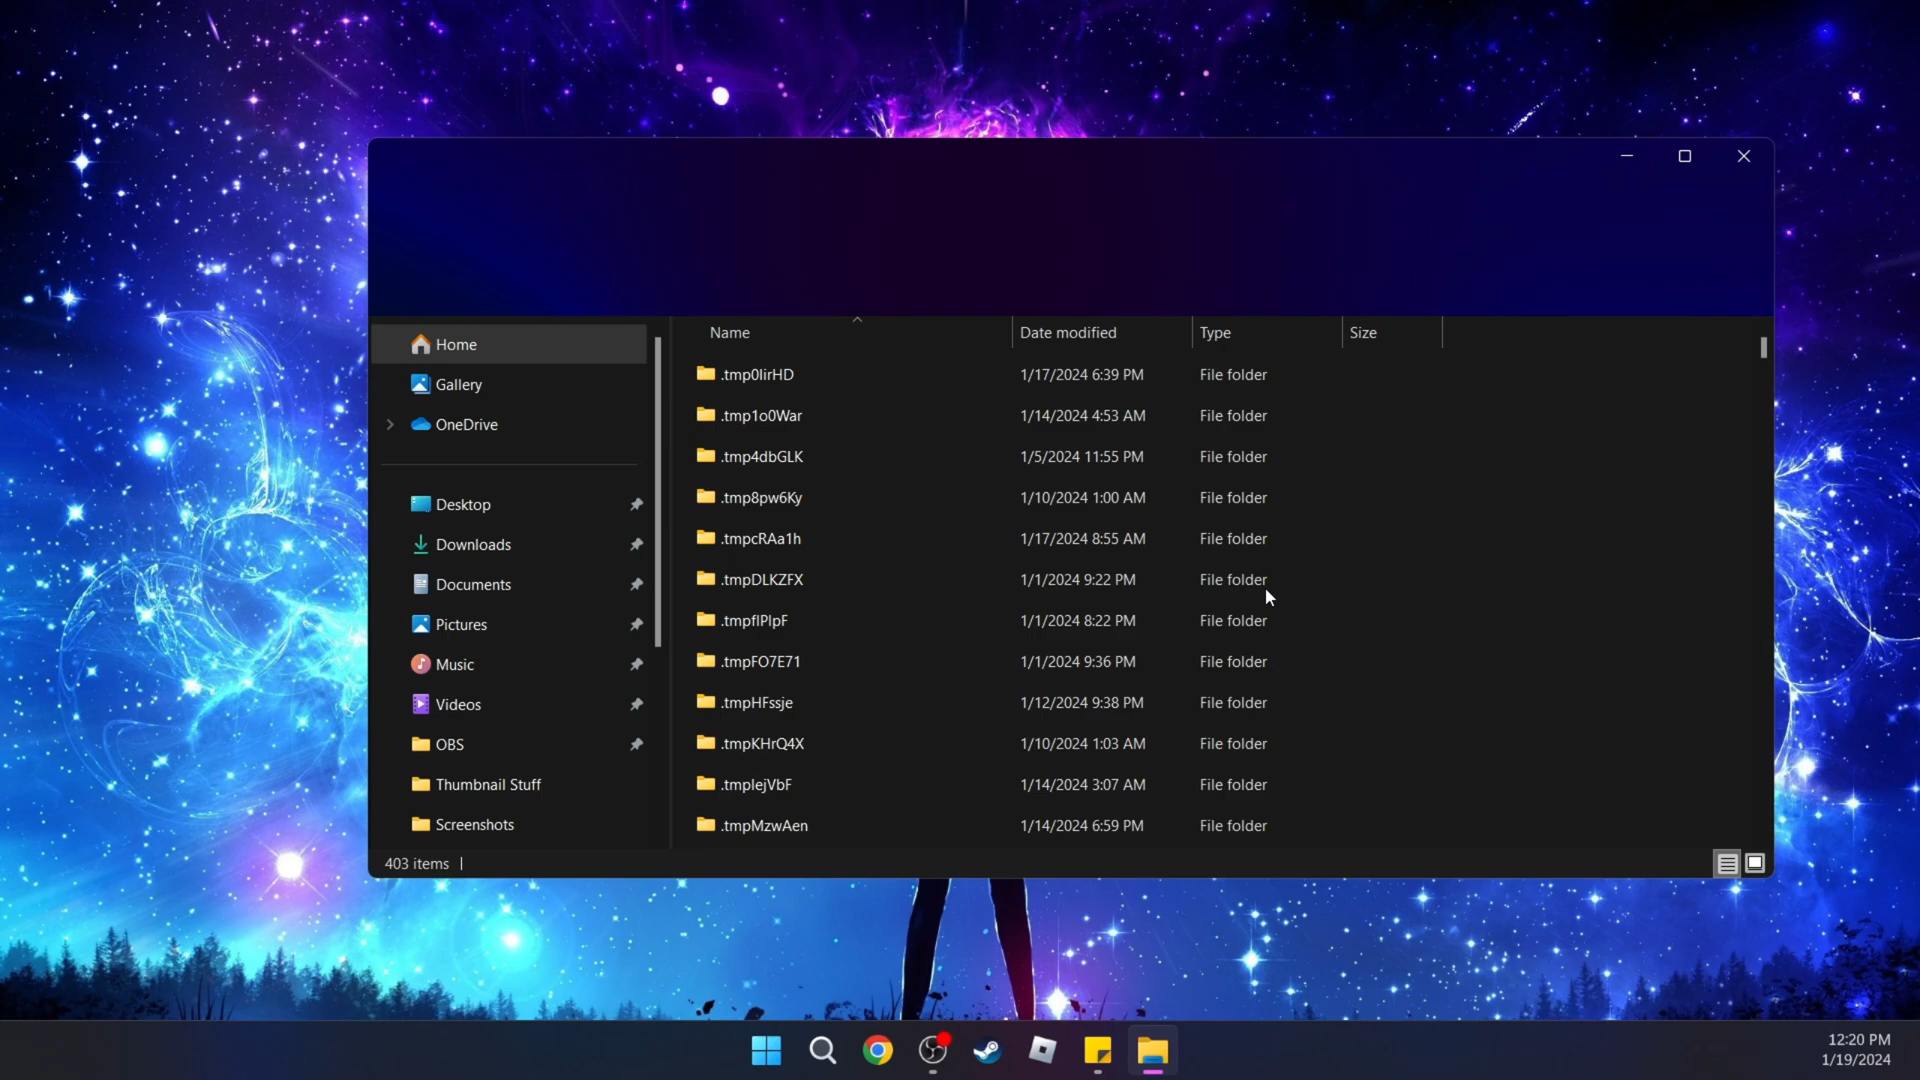 Name Date modified Type Size
Home
Gallery
OneDrive
Desktop
Downloads
Documents
Pictures
Music
Videos
OBS
Thumbnail Stuff
Screenshots
.tmp0lirHD 1/17/2024 6:39 PM File folder
.tmp1o0War 1/14/2024 4:53 AM File folder
.tmp4dbGLK 1/5/2024 11:55 PM File folder
.tmp8pw6Ky 1/10/2024 1:00 AM File folder
.tmpcRAa1h 1/17/2024 8:55 AM File folder
.tmpDLKZFX 1/1/2024 9:22 PM File folder
.tmpflPlpF 1/1/2024 8:22 PM File folder
.tmpFO7E71 1/1/2024 9:36 PM File folder
.tmpHFssje 1/12/2024 9:38 PM File folder
.tmpKHrQ4X 1/10/2024 1:03 AM File folder
.tmplejVbF 1/14/2024 3:07 AM File folder
.tmpMzwAen 1/14/2024 6:59 PM File folder
403 items
12:20 PM
1/19/2024